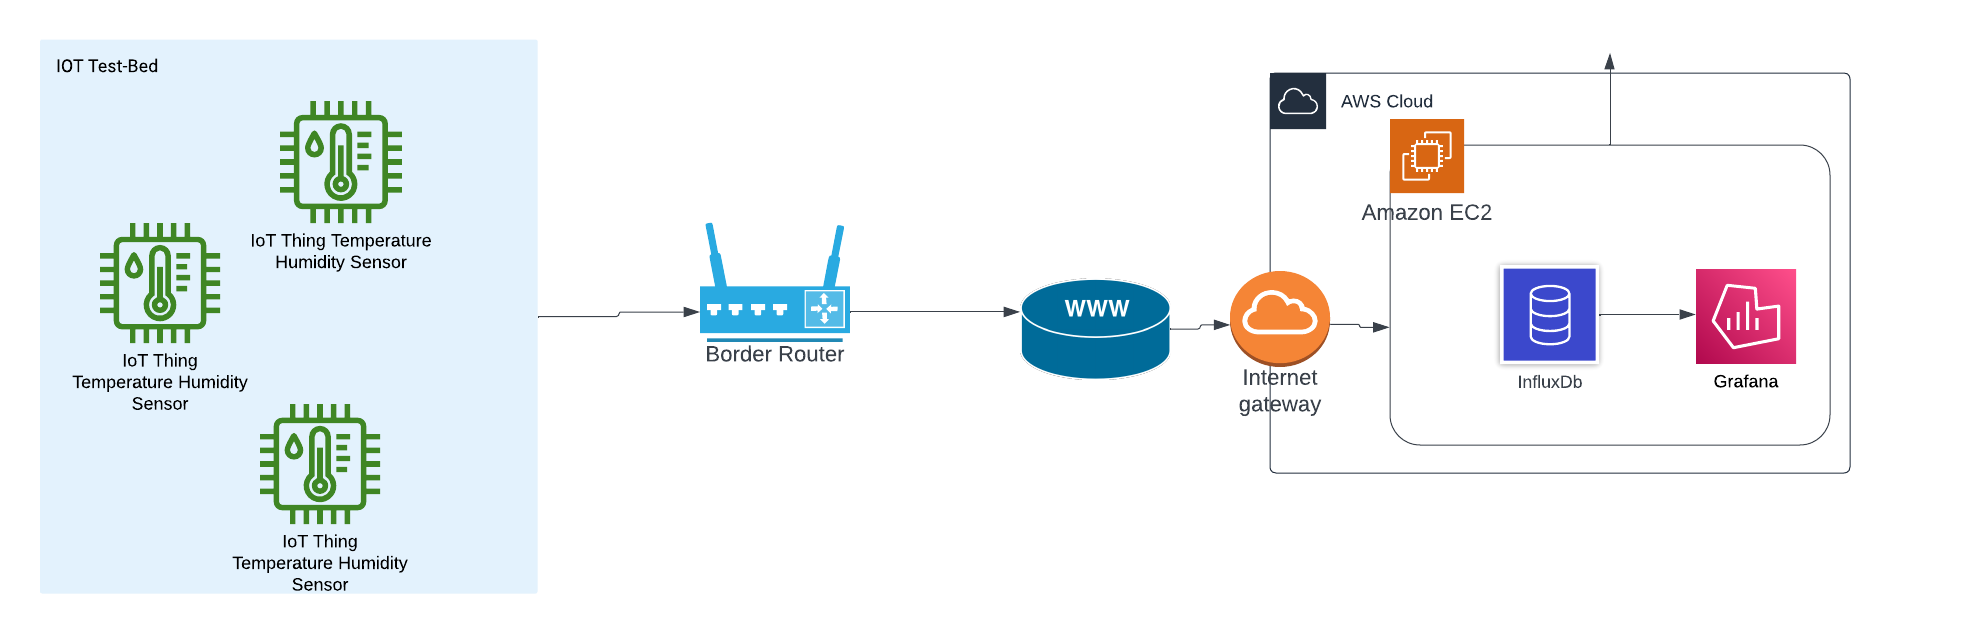 IOT Test-Bed
IoT Thing Temperature
Humidity Sensor
IoT Thing
Temperature Humidity
Sensor
IoT Thing
Temperature Humidity
Sensor
Border Router
WWW
Internet
gateway
AWS Cloud
Amazon EC2
InfluxDb
Grafana